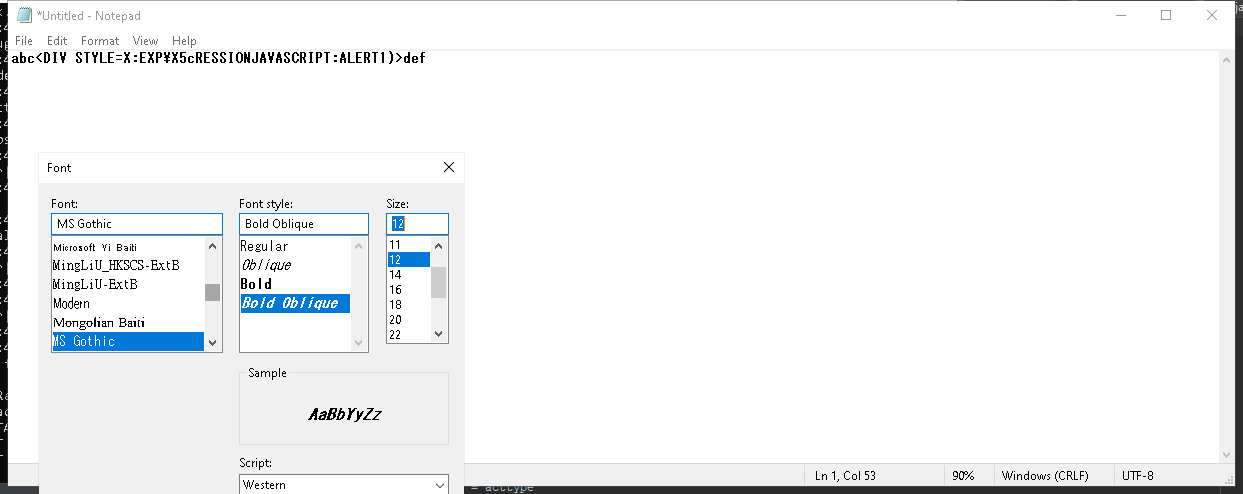 *Untitled - Notepad
File Edit Format View Help
abc<DIV STYLE=X:EXP¥X5cRESSIONJAVASCRIPT:ALERT1)>def
Font
Font: Font style: Size:
MS Gothic Bold Oblique 12
Microsoft Yi Baiti Regular 11
MingLiU_HKSCS-ExtB Oblique 12
MingLiU-ExtB Bold 14
Modern Bold Oblique 16
Mongolian Baiti 18
MS Gothic 20
22
Sample
AaBbYyZz
Script:
Western
Ln 1, Col 53 90% Windows (CRLF) UTF-8
= acctype